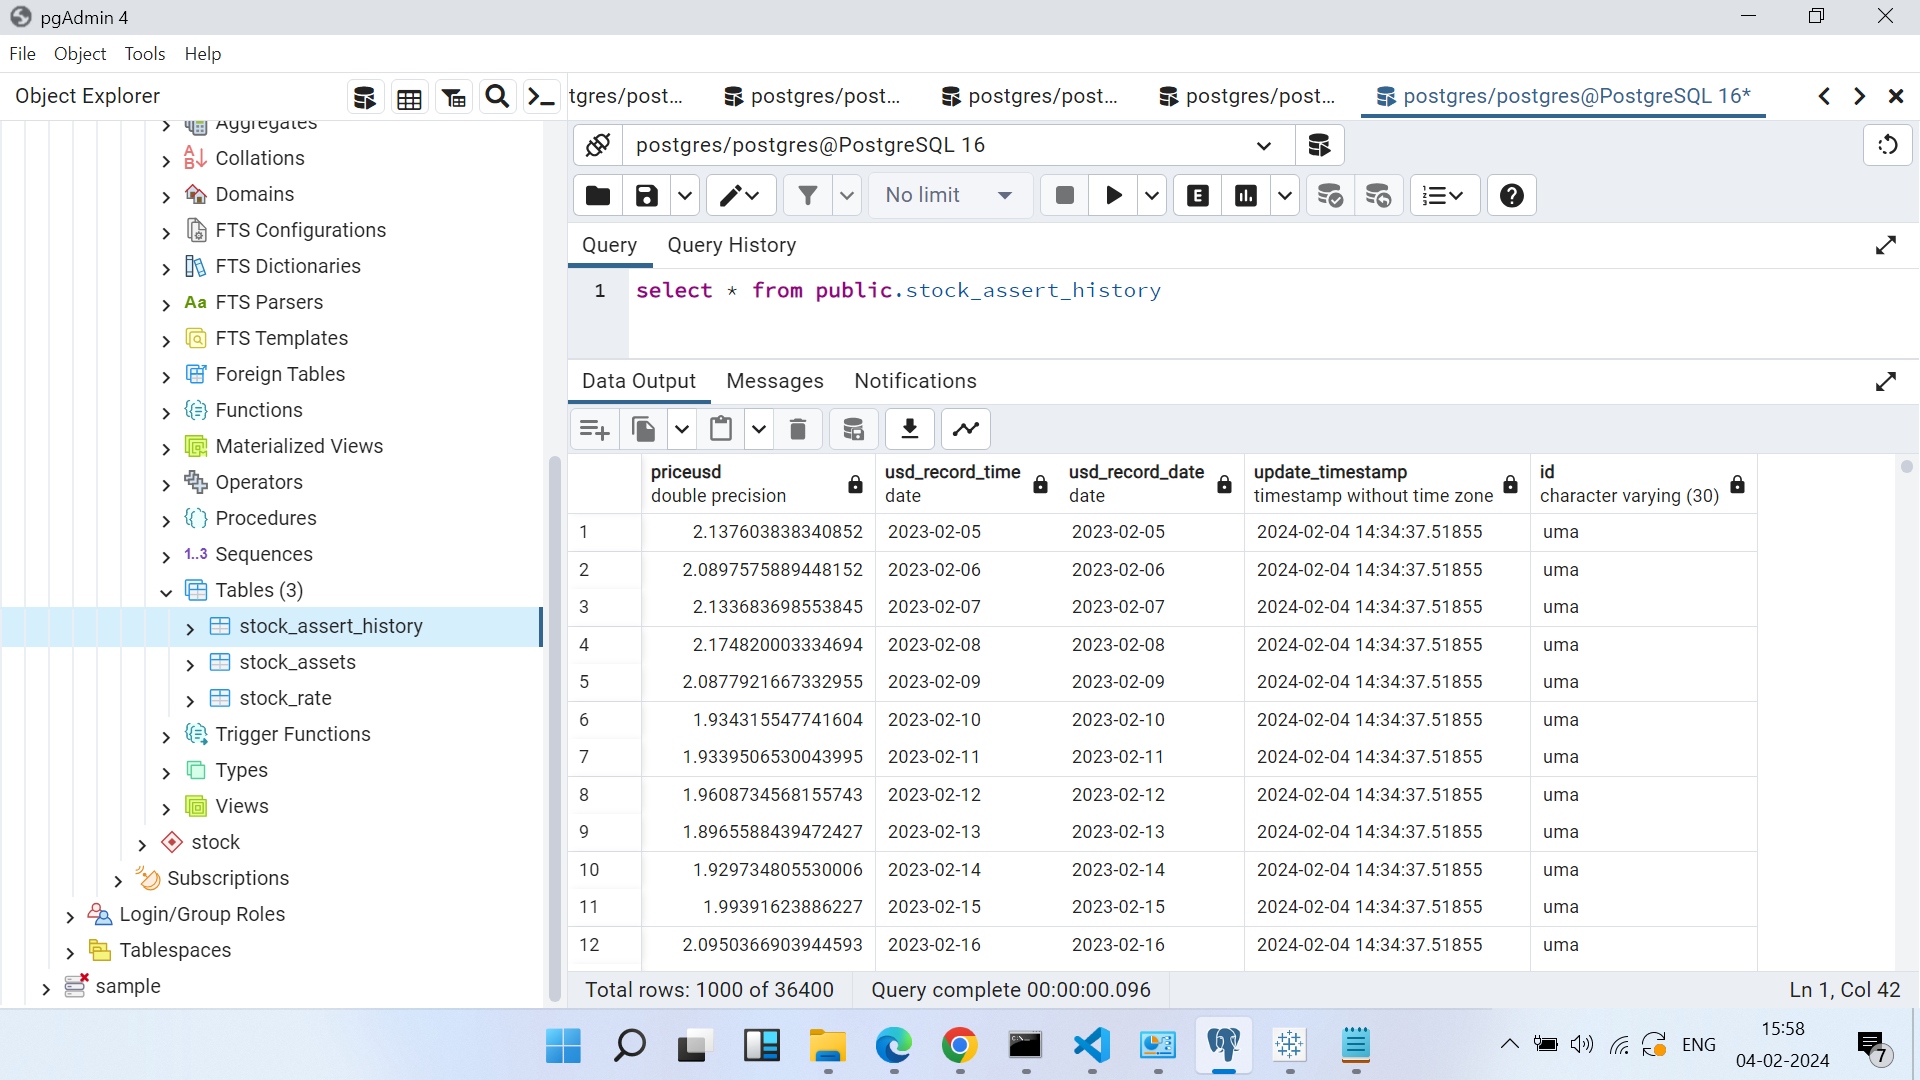 pgAdmin 4
File Object Tools Help
Object Explorer
tgres/post...
postgres/post...
postgres/post...
postgres/post...
postgres/postgres@PostgreSQL 16*
postgres/postgres@PostgreSQL 16
No limit
E
Query Query History
1 select * from public.stock_assert_history
Data Output Messages Notifications
Aggregates
Collations
Domains
FTS Configurations
FTS Dictionaries
Aa FTS Parsers
FTS Templates
Foreign Tables
Functions
Materialized Views
Operators
Procedures
1..3 Sequences
Tables (3)
stock_assert_history
stock_assets
stock_rate
Trigger Functions
Types
Views
stock
Subscriptions
Login/Group Roles
Tablespaces
sample
priceusd usd_record_time usd_record_date update_timestamp id
double precision date date timestamp without time zone character varying (30)
1 2.137603838340852 2023-02-05 2023-02-05 2024-02-04 14:34:37.51855 uma
2 2.0897575889448152 2023-02-06 2023-02-06 2024-02-04 14:34:37.51855 uma
3 2.133683698553845 2023-02-07 2023-02-07 2024-02-04 14:34:37.51855 uma
4 2.174820003334694 2023-02-08 2023-02-08 2024-02-04 14:34:37.51855 uma
5 2.0877921667332955 2023-02-09 2023-02-09 2024-02-04 14:34:37.51855 uma
6 1.934315547741604 2023-02-10 2023-02-10 2024-02-04 14:34:37.51855 uma
7 1.93395065300043995 2023-02-11 2023-02-11 2024-02-04 14:34:37.51855 uma
8 1.9608734568155743 2023-02-12 2023-02-12 2024-02-04 14:34:37.51855 uma
9 1.8965588439472427 2023-02-13 2023-02-13 2024-02-04 14:34:37.51855 uma
10 1.929734805530006 2023-02-14 2023-02-14 2024-02-04 14:34:37.51855 uma
11 1.99391623886227 2023-02-15 2023-02-15 2024-02-04 14:34:37.51855 uma
12 2.0950366903944593 2023-02-16 2023-02-16 2024-02-04 14:34:37.51855 uma
Total rows: 1000 of 36400 Query complete 00:00:00.096 Ln 1, Col 42
ENG
15:58
04-02-2024
7